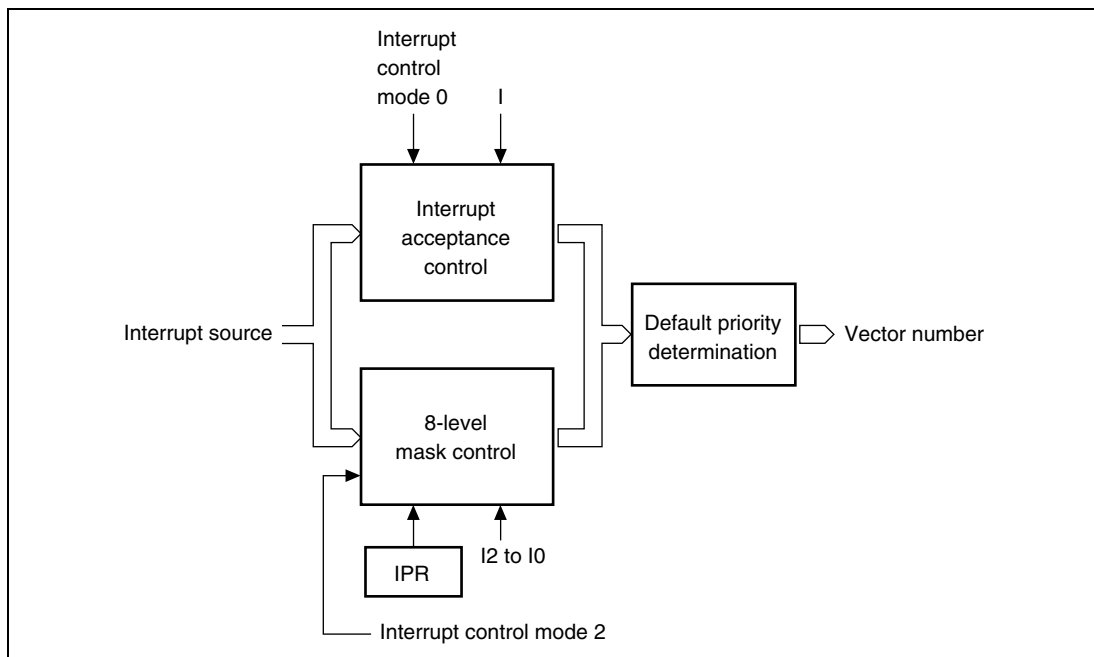 Interrupt
control
mode 0
I
Interrupt
acceptance
control
Interrupt source
Default priority
determination
Vector number
8-level
mask control
IPR
I2 to I0
Interrupt control mode 2